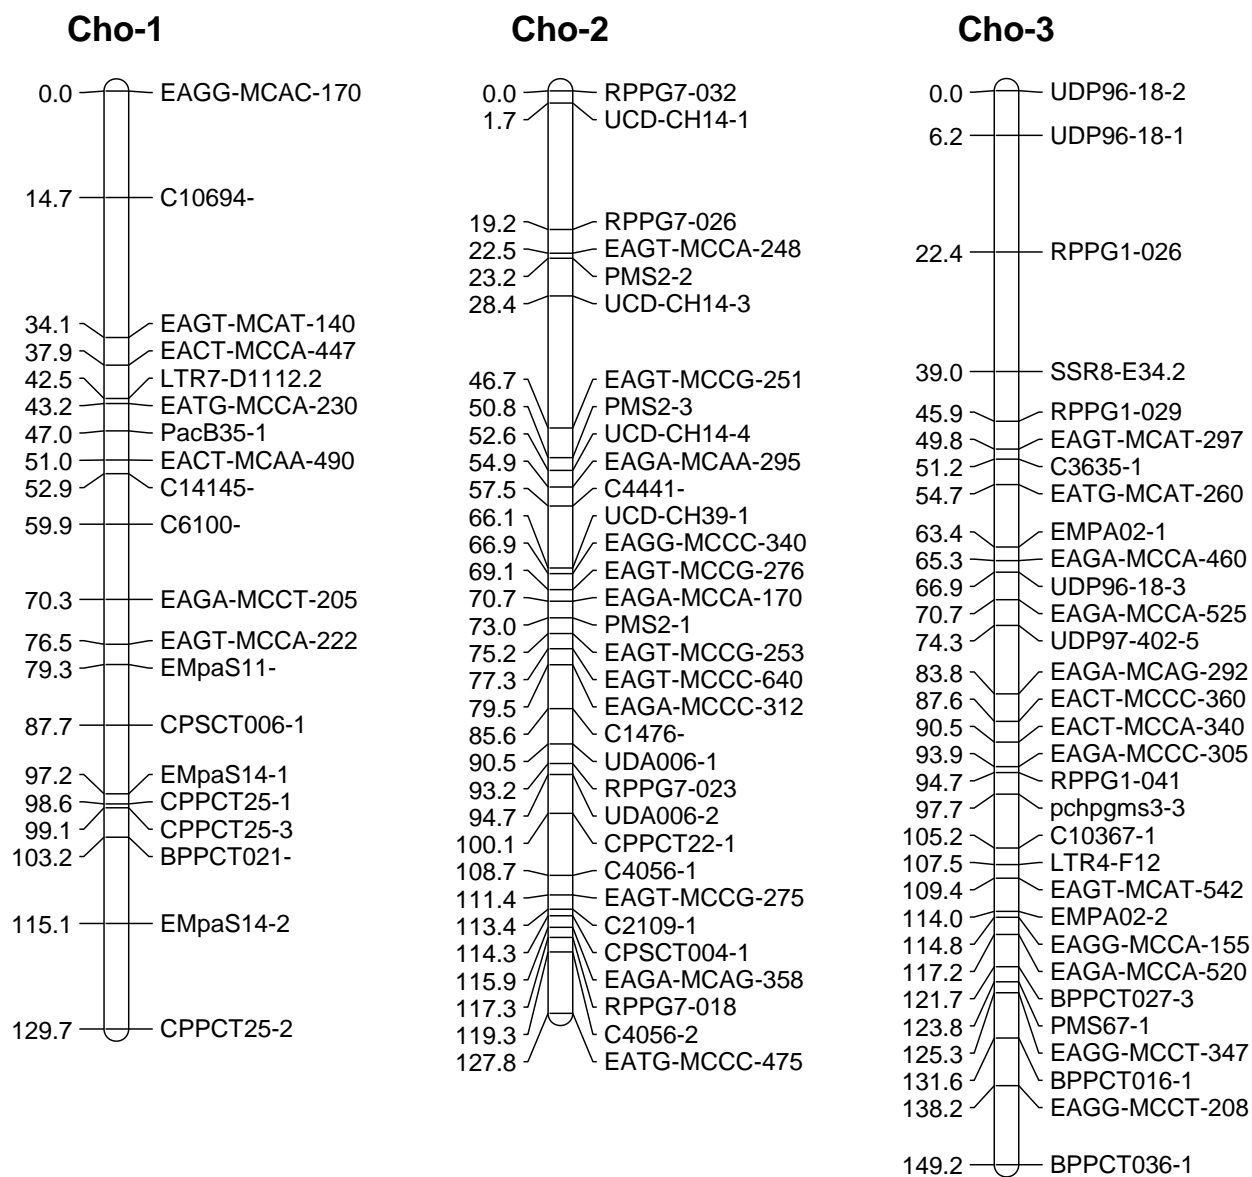 Cho-1
0.0 EAGG-MCAC-170
14.7 C10694-
34.1 EAGT-MCAT-140
37.9 EACT-MCCA-447
42.5 LTR7-D1112.2
43.2 EATG-MCCA-230
47.0 PacB35-1
51.0 EACT-MCAA-490
52.9 C14145-
59.9 C6100-
70.3 EAGA-MCCT-205
76.5 EAGT-MCCA-222
79.3 EMpaS11-
87.7 CPSCT006-1
97.2 EMpaS14-1
98.6 CPPCT25-1
99.1 CPPCT25-3
103.2 BPPCT021-
115.1 EMpaS14-2
129.7 CPPCT25-2
Cho-2
0.0 RPPG7-032
1.7 UCD-CH14-1
19.2 RPPG7-026
22.5 EAGT-MCCA-248
23.2 PMS2-2
28.4 UCD-CH14-3
46.7 EAGT-MCCG-251
50.8 PMS2-3
52.6 UCD-CH14-4
54.9 EAGA-MCAA-295
57.5 C4441-
66.1 UCD-CH39-1
66.9 EAGG-MCCC-340
69.1 EAGT-MCCG-276
70.7 EAGA-MCCA-170
73.0 PMS2-1
75.2 EAGT-MCCG-253
77.3 EAGT-MCCC-640
79.5 EAGA-MCCC-312
85.6 C1476-
90.5 UDA006-1
93.2 RPPG7-023
94.7 UDA006-2
100.1 CPPCT22-1
108.7 C4056-1
111.4 EAGT-MCCG-275
113.4 C2109-1
114.3 CPSCT004-1
115.9 EAGA-MCAG-358
117.3 RPPG7-018
119.3 C4056-2
127.8 EATG-MCCC-475
Cho-3
0.0 UDP96-18-2
6.2 UDP96-18-1
22.4 RPPG1-026
39.0 SSR8-E34.2
45.9 RPPG1-029
49.8 EAGT-MCAT-297
51.2 C3635-1
54.7 EATG-MCAT-260
63.4 EMPA02-1
65.3 EAGA-MCCA-460
66.9 UDP96-18-3
70.7 EAGA-MCCA-525
74.3 UDP97-402-5
83.8 EAGA-MCAG-292
87.6 EACT-MCCC-360
90.5 EACT-MCCA-340
93.9 EAGA-MCCC-305
94.7 RPPG1-041
97.7 pchpgms3-3
105.2 C10367-1
107.5 LTR4-F12
109.4 EAGT-MCAT-542
114.0 EMPA02-2
114.8 EAGG-MCCA-155
117.2 EAGA-MCCA-520
121.7 BPPCT027-3
123.8 PMS67-1
125.3 EAGG-MCCT-347
131.6 BPPCT016-1
138.2 EAGG-MCCT-208
149.2 BPPCT036-1